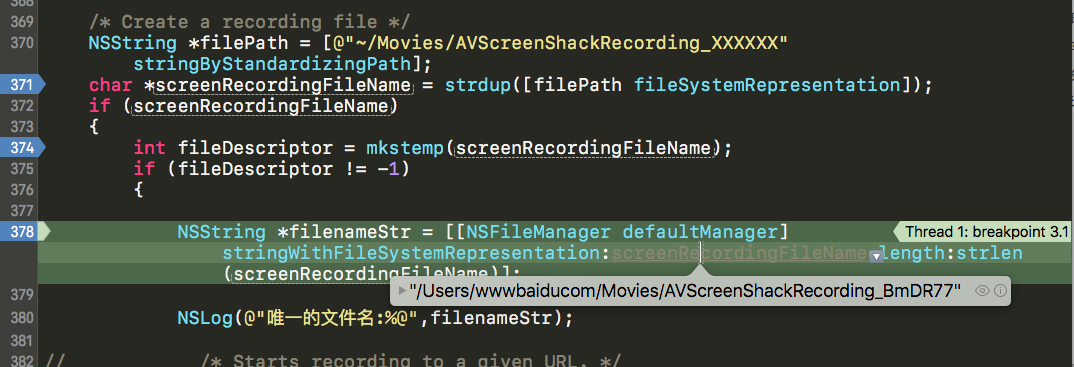 368
369 /* Create a recording file */
370 NSString *filePath = [@"~/Movies/AVScreenShackRecording_XXXXXX"
stringByStandardizingPath];
371 char *screenRecordingFileName = strdup([filePath fileSystemRepresentation]);
372 if (screenRecordingFileName)
373 {
374 int fileDescriptor = mkstemp(screenRecordingFileName);
375 if (fileDescriptor != -1)
376 {
377
378 NSString *filenameStr = [[NSFileManager defaultManager] Thread 1: breakpoint 3.1
stringWithFileSystemRepresentation:screenRecordingFileName length:strlen
(screenRecordingFileName)];
"/Users/wwwbaiducom/Movies/AVScreenShackRecording_BmDR77"
379
380 NSLog(@"唯一的文件名:%@",filenameStr);
381
382 // /* Starts recording to a given URL. */